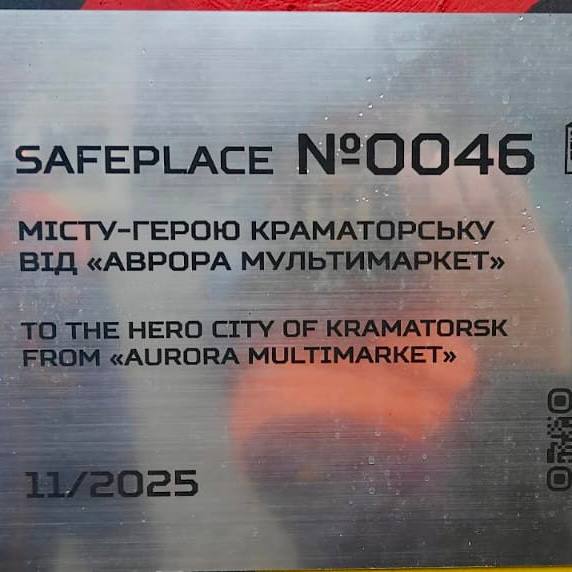 SAFEPLACE №0046
МІСТУ-ГЕРОЮ КРАМАТОРСЬКУ
ВІД «АВРОРА МУЛЬТИМАРКЕТ»
TO THE HERO CITY OF KRAMATORSK
FROM «AURORA MULTIMARKET»
11/2025